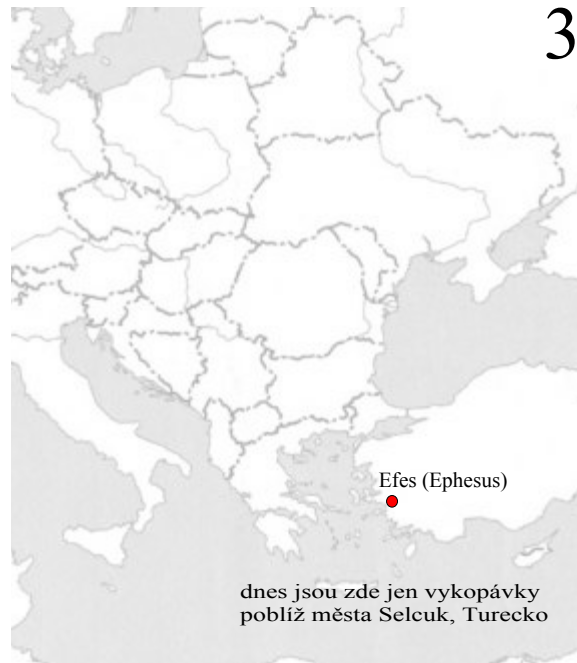 3
Efes (Ephesus)
dnes jsou zde jen vykopávky
poblíž města Selcuk, Turecko